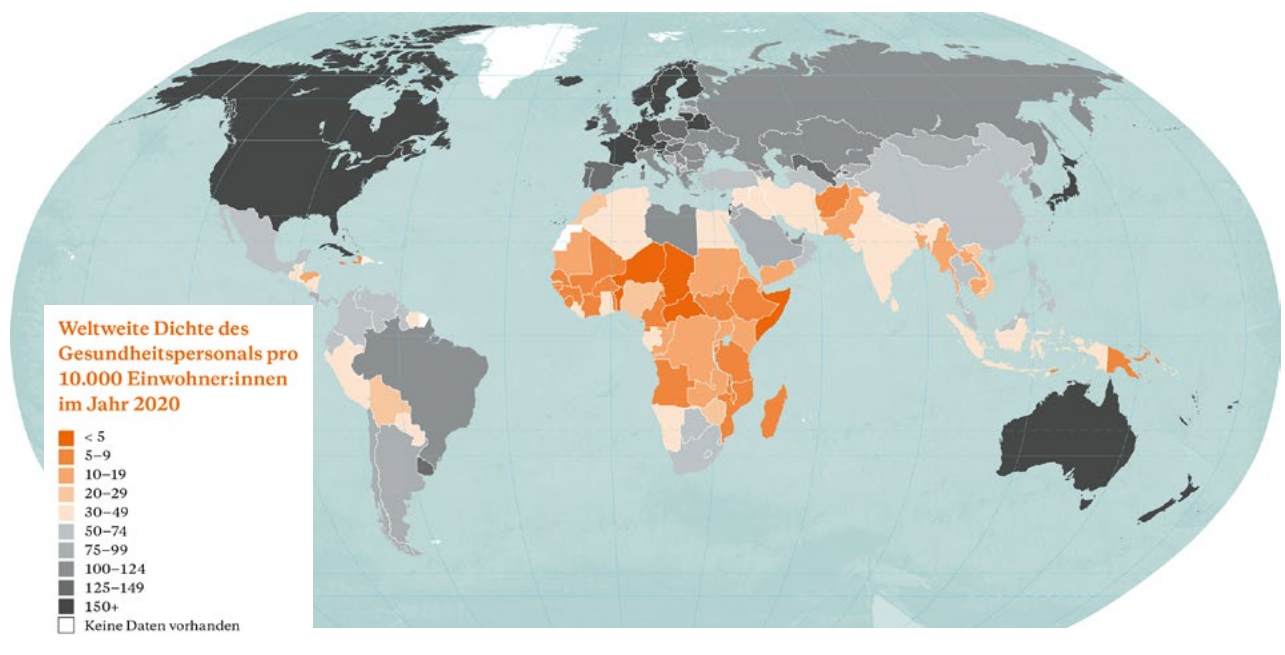 Weltweite Dichte des
Gesundheitspersonals pro
10.000 Einwohner:innen
im Jahr 2020
< 5
5–9
10–19
20–29
30–49
50–74
75–99
100–124
125–149
150+
Keine Daten vorhanden